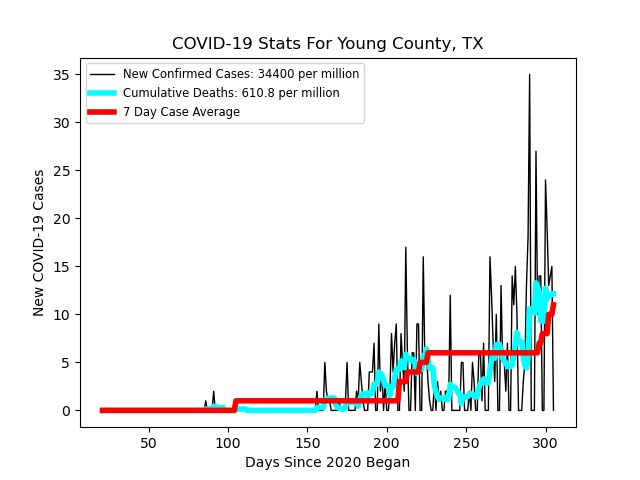 COVID-19 Stats For Young County, TX
New Confirmed Cases: 34400 per million
Cumulative Deaths: 610.8 per million
7 Day Case Average
New COVID-19 Cases
35
30
25
20
15
10
5
0
50
100
150
200
250
300
Days Since 2020 Began